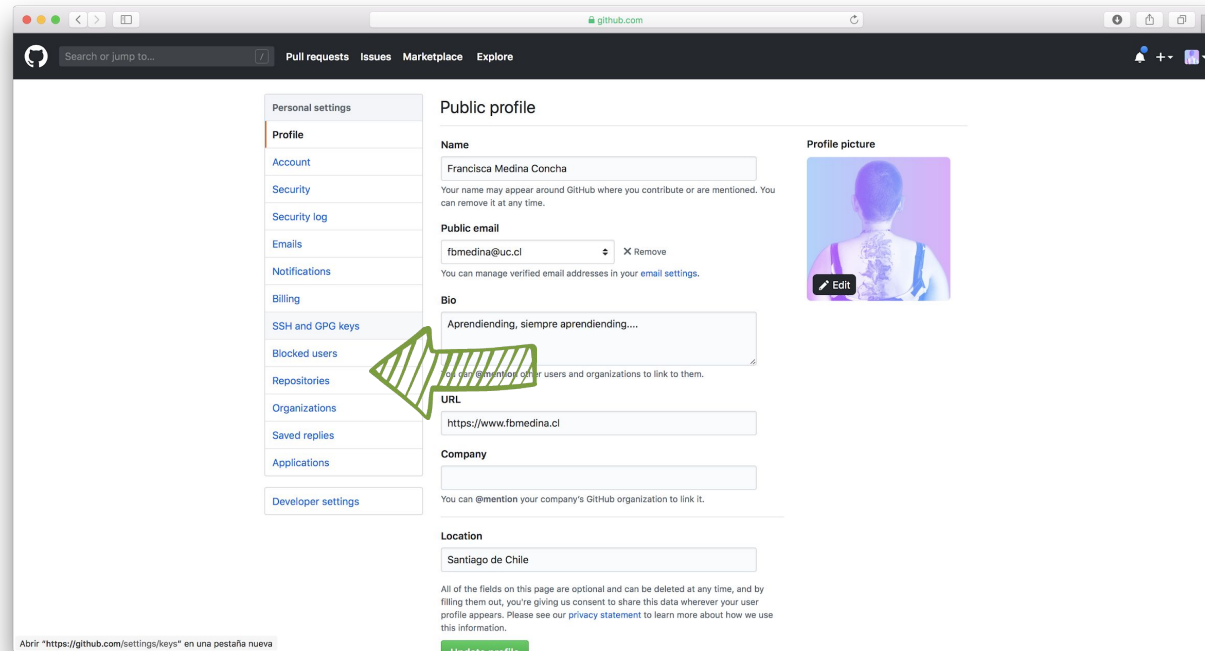 github.com
Search or jump to... /
Pull requests Issues Marketplace Explore
Personal settings
Profile
Account
Security
Security log
Emails
Notifications
Billing
SSH and GPG keys
Blocked users
Repositories
Organizations
Saved replies
Applications
Developer settings
Public profile
Name
Francisca Medina Concha
Your name may appear around GitHub where you contribute or are mentioned. You
can remove it at any time.
Public email
fbmedina@uc.cl
Remove
You can manage verified email addresses in your email settings.
Bio
Aprendiending, siempre aprendiending....
You can @mention other users and organizations to link to them.
URL
https://www.fbmedina.cl
Company
You can @mention your company's GitHub organization to link it.
Location
Santiago de Chile
All of the fields on this page are optional and can be deleted at any time, and by
filling them out, you're giving us consent to share this data wherever your user
profile appears. Please see our privacy statement to learn more about how we use
this information.
Update profile
Profile picture
Edit
Abrir "https://github.com/settings/keys" en una pestaña nueva